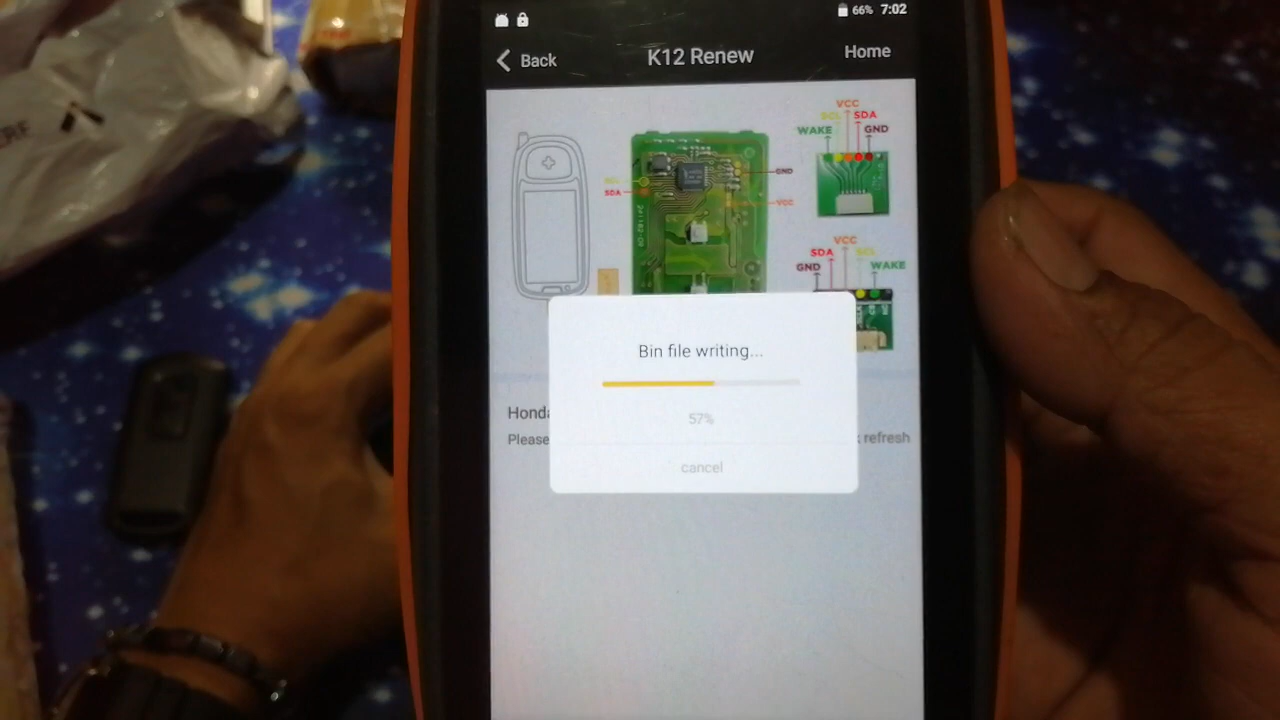 66% 7:02
Back
K12 Renew
Home
VCC
SCL
SDA
WAKE
GND
SCL
SDA
GND
VCC
VCC
SDA
SCL
GND
WAKE
Bin file writing...
57%
Honda
Please
refresh
cancel